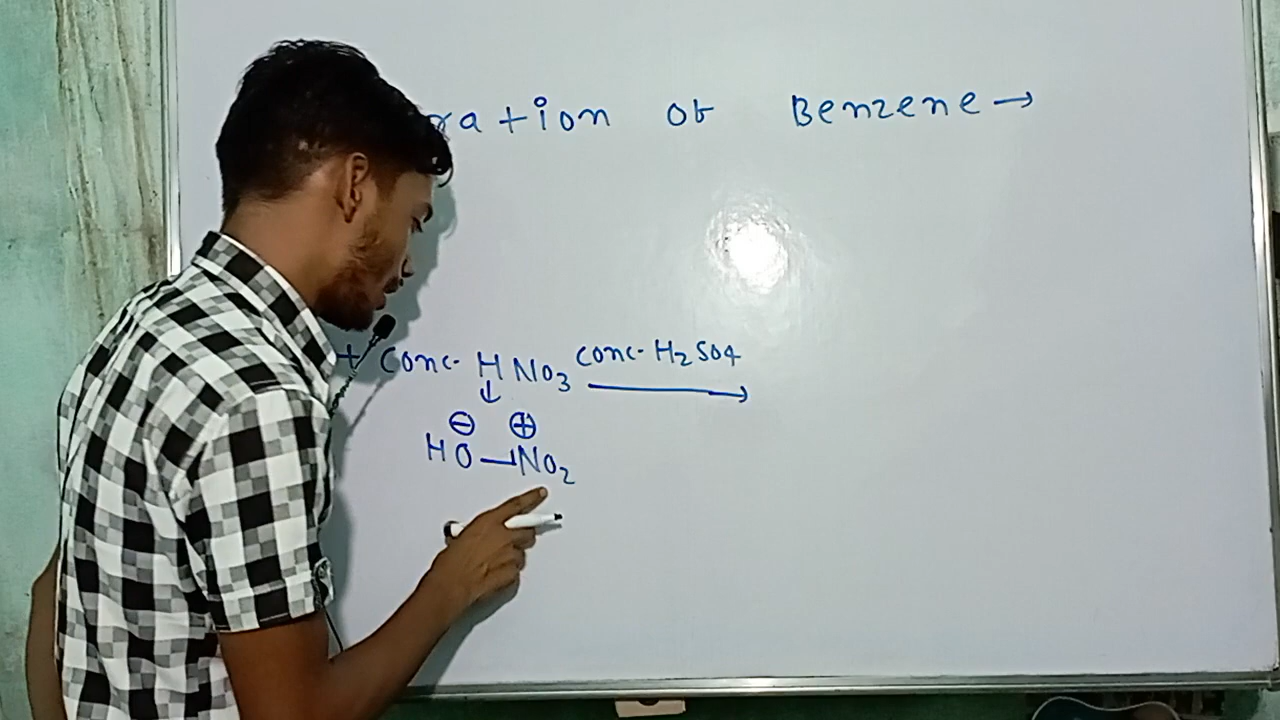 ration of Benzene →
+ Conc. HNO3 conc. H2SO4
↓
⊖ ⊕
HO—NO2